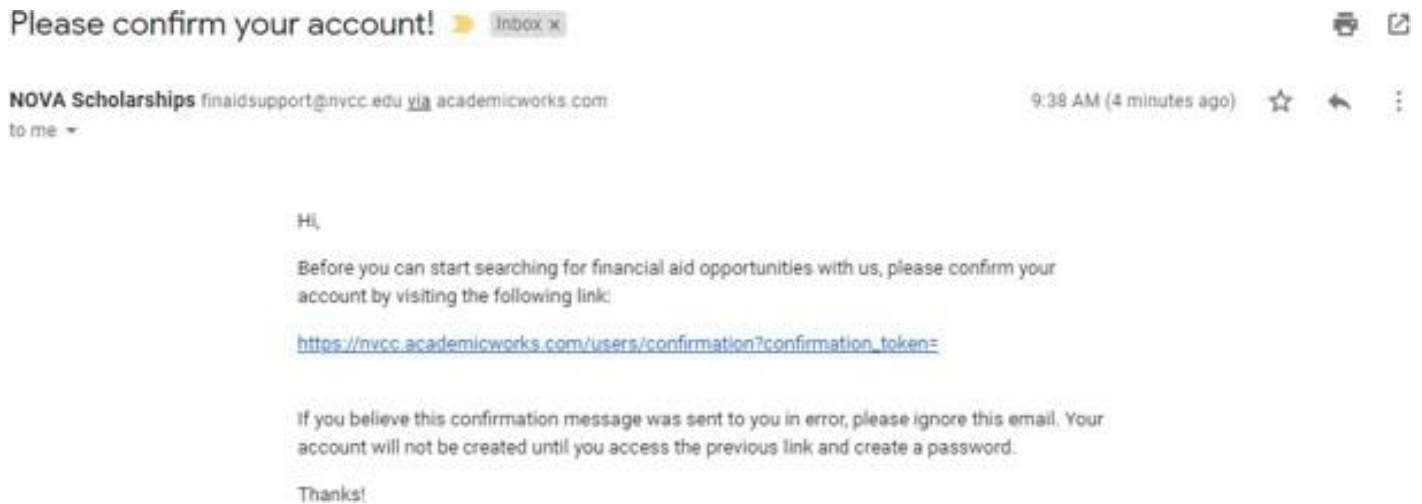 Please confirm your account! Inbox x
NOVA Scholarships finaidsupport@nvcc.edu via academicworks.com 9:38 AM (4 minutes ago)
to me
Hi,
Before you can start searching for financial aid opportunities with us, please confirm your
account by visiting the following link:
https://nvcc.academicworks.com/users/confirmation?confirmation_token=
If you believe this confirmation message was sent to you in error, please ignore this email. Your
account will not be created until you access the previous link and create a password.
Thanks!